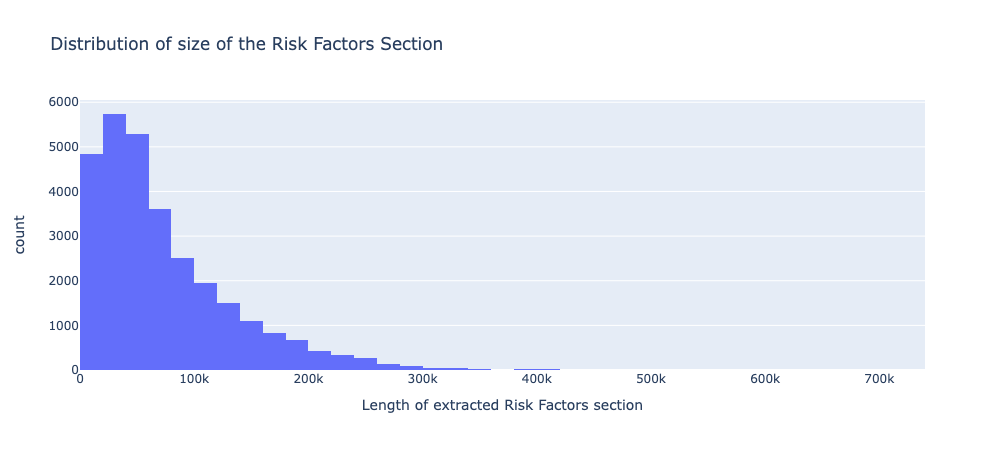 Distribution of size of the Risk Factors Section
6000
5000
4000
3000
2000
1000
0
count
0 100k 200k 300k 400k 500k 600k 700k
Length of extracted Risk Factors section